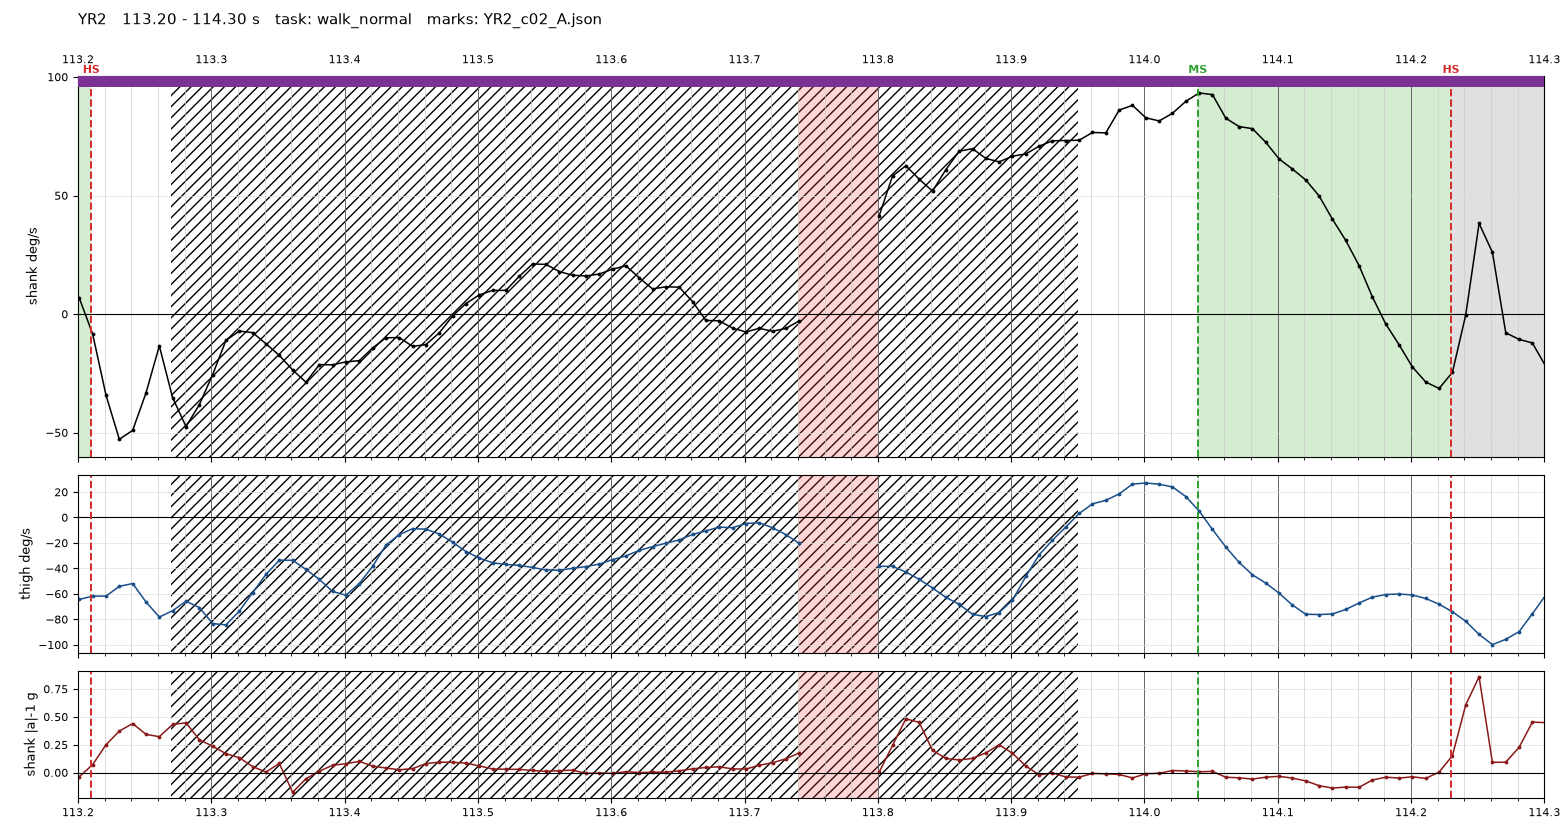 YR2   113.20 - 114.30 s   task: walk_normal   marks: YR2_c02_A.json
113.2 113.3 113.4 113.5 113.6 113.7 113.8 113.9 114.0 114.1 114.2 114.3
HS MS HS
shank deg/s
100
50
0
−50
thigh deg/s
20
0
−20
−40
−60
−80
−100
shank |a|-1 g
0.75
0.50
0.25
0.00
113.2 113.3 113.4 113.5 113.6 113.7 113.8 113.9 114.0 114.1 114.2 114.3